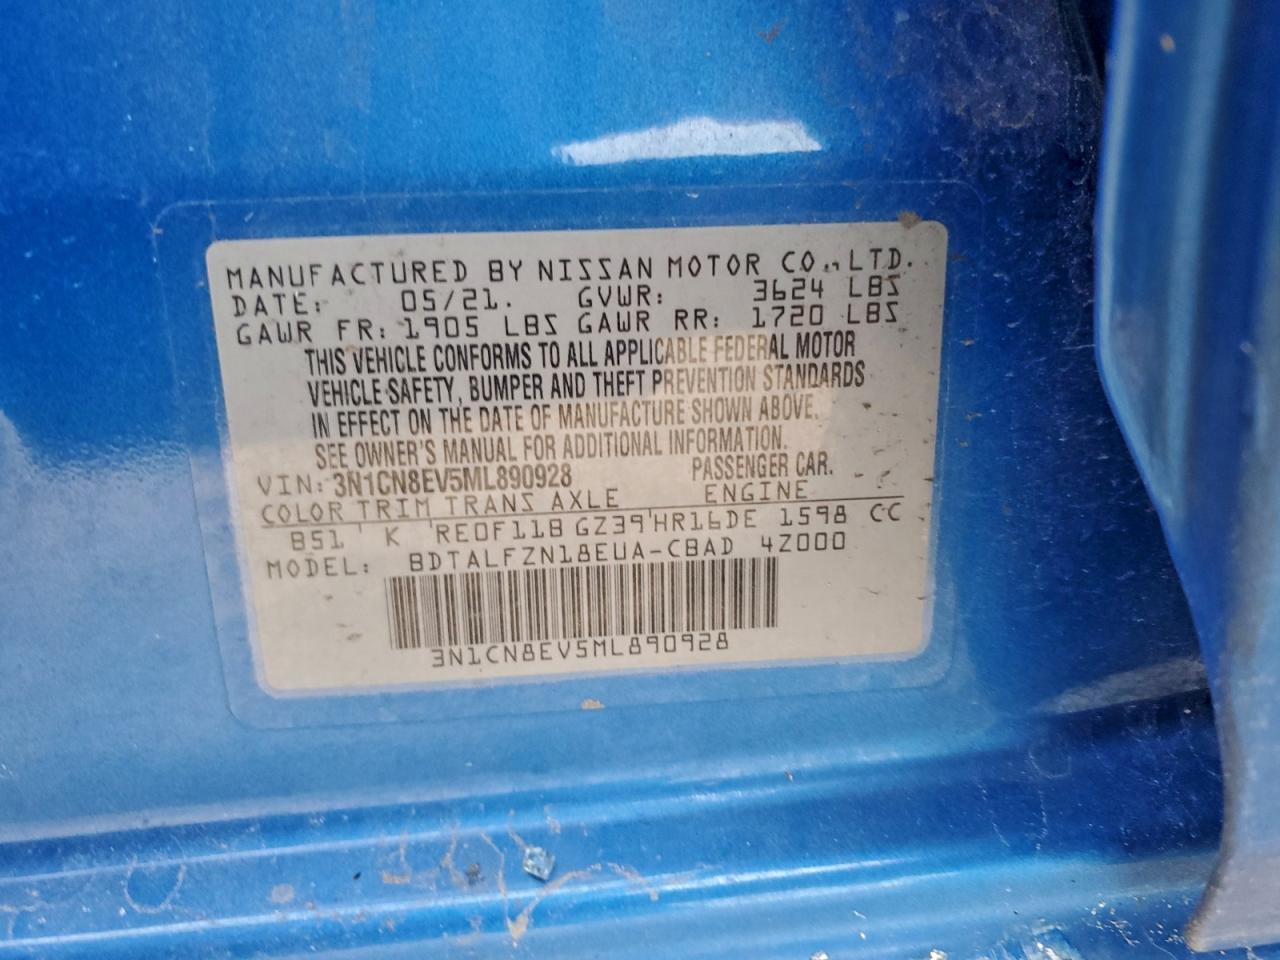 MANUFACTURED BY NISSAN MOTOR CO., LTD.
DATE: 05/21. GVWR: 3624 LBS
GAWR FR: 1905 LBS GAWR RR: 1720 LBS
THIS VEHICLE CONFORMS TO ALL APPLICABLE FEDERAL MOTOR
VEHICLE SAFETY, BUMPER AND THEFT PREVENTION STANDARDS
IN EFFECT ON THE DATE OF MANUFACTURE SHOWN ABOVE.
SEE OWNER'S MANUAL FOR ADDITIONAL INFORMATION.
VIN: 3N1CN8EV5ML890928 PASSENGER CAR.
COLOR TRIM TRANS AXLE ENGINE
B51 K RE0F11B GZ39 HR16DE 1598 CC
MODEL: BDTALFZN18EUA-CBAD 4Z000
3N1CN8EV5ML890928